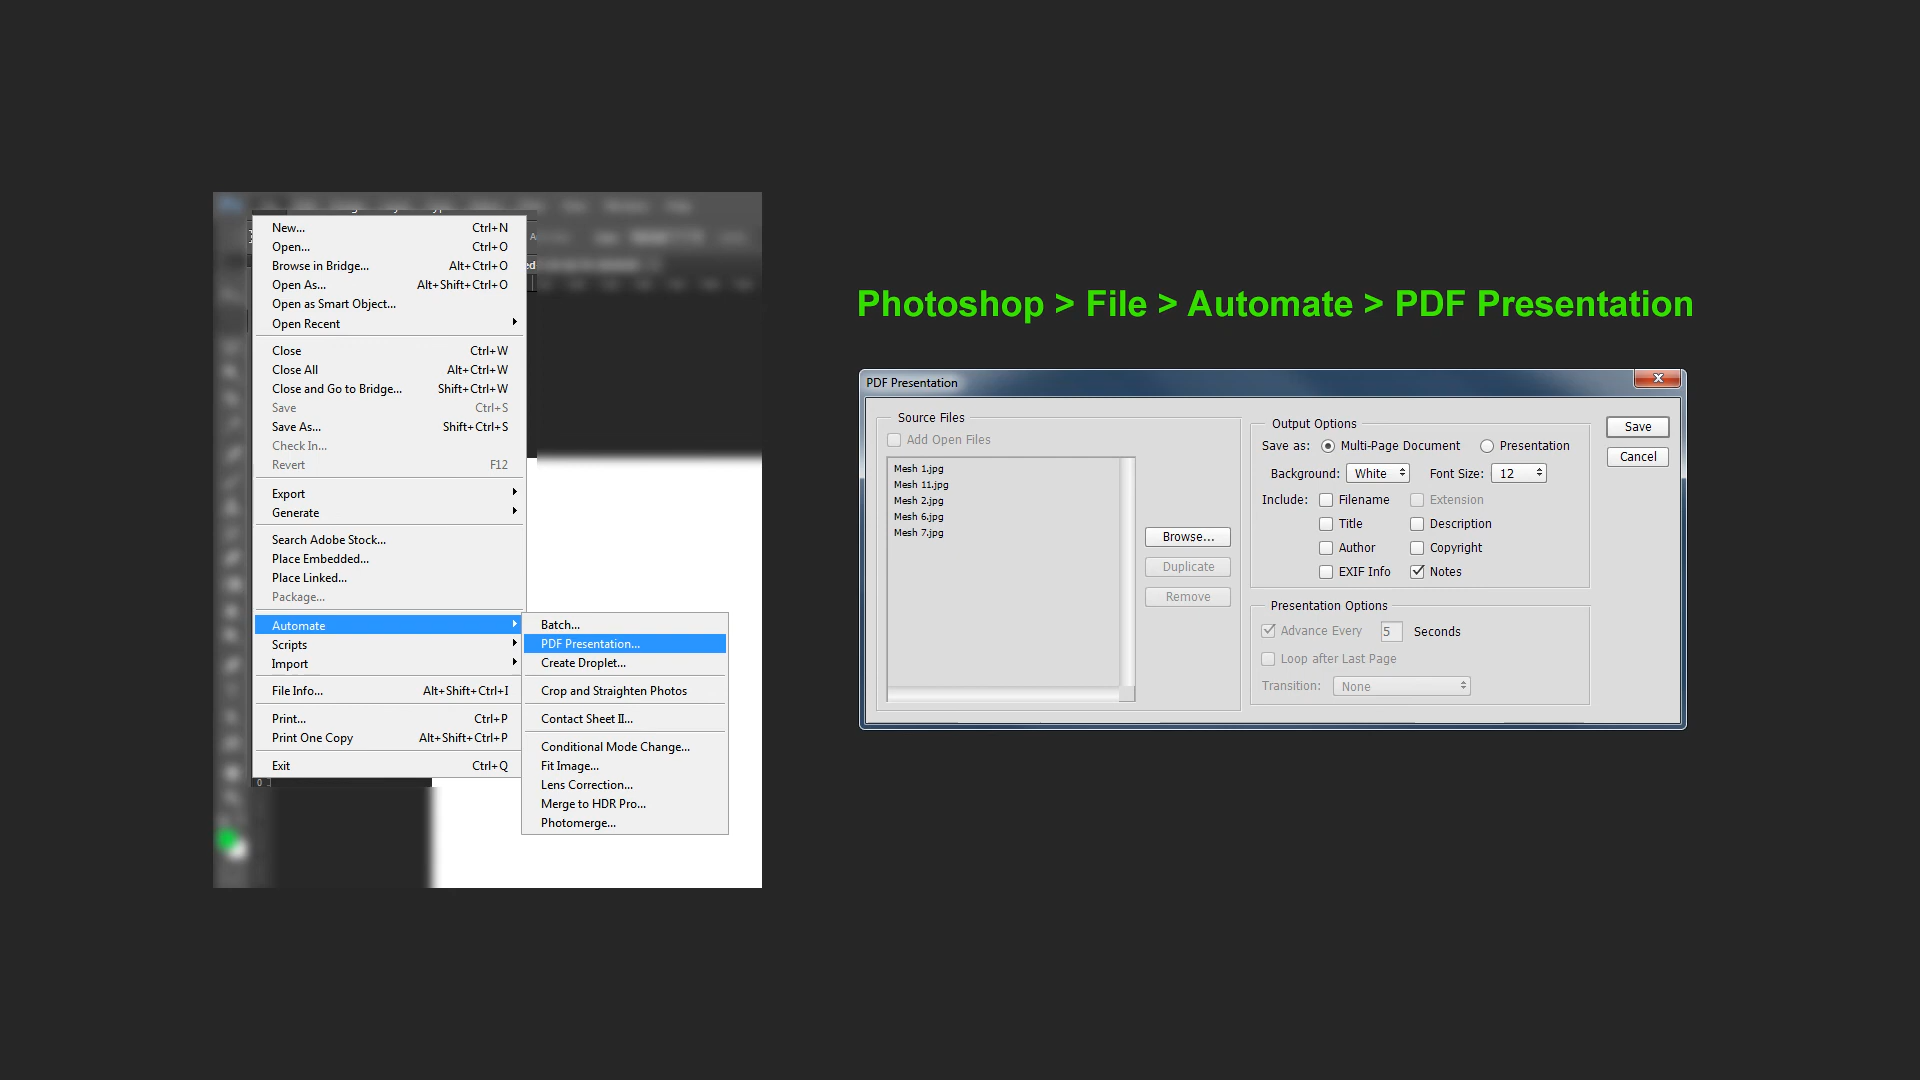 New... Ctrl+N
Open... Ctrl+O
Browse in Bridge... Alt+Ctrl+O
Open As... Alt+Shift+Ctrl+O
Open as Smart Object...
Open Recent
Close Ctrl+W
Close All Alt+Ctrl+W
Close and Go to Bridge... Shift+Ctrl+W
Save Ctrl+S
Save As... Shift+Ctrl+S
Check In...
Revert F12
Export
Generate
Search Adobe Stock...
Place Embedded...
Place Linked...
Package...
Automate
Scripts
Import
File Info... Alt+Shift+Ctrl+I
Print... Ctrl+P
Print One Copy Alt+Shift+Ctrl+P
Exit Ctrl+Q
0
Batch...
PDF Presentation...
Create Droplet...
Crop and Straighten Photos
Contact Sheet II...
Conditional Mode Change...
Fit Image...
Lens Correction...
Merge to HDR Pro...
Photomerge...
Photoshop > File > Automate > PDF Presentation
PDF Presentation
Source Files
Add Open Files
Mesh 1.jpg
Mesh 11.jpg
Mesh 2.jpg
Mesh 6.jpg
Mesh 7.jpg
Browse...
Duplicate
Remove
Output Options
Save as: Multi-Page Document Presentation
Background: White Font Size: 12
Include: Filename Extension
Title Description
Author Copyright
EXIF Info Notes
Presentation Options
Advance Every 5 Seconds
Loop after Last Page
Transition: None
Save
Cancel